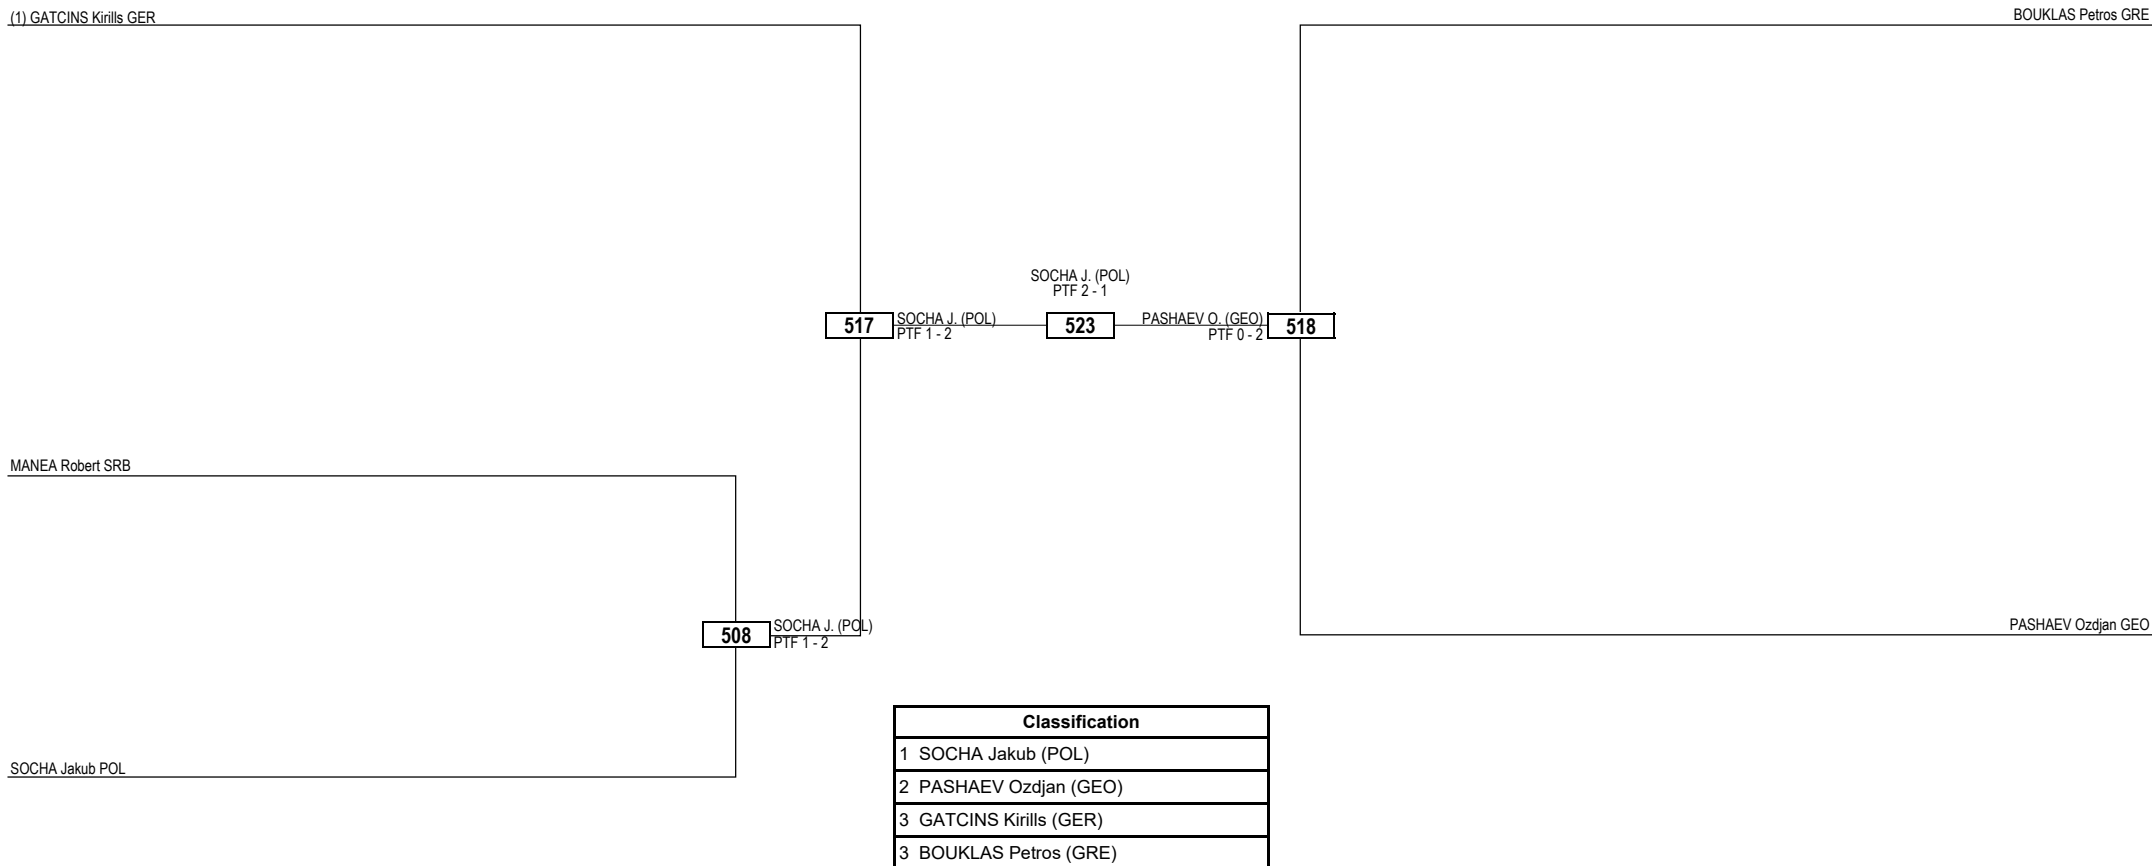 (1) GATCINS Kirills GER
BOUKLAS Petros GRE
SOCHA J. (POL)
PTF 2 - 1
517
SOCHA J. (POL)
PTF 1 - 2
523
PASHAEV O. (GEO)
PTF 0 - 2
518
MANEA Robert SRB
508
SOCHA J. (POL)
PTF 1 - 2
PASHAEV Ozdjan GEO
SOCHA Jakub POL
Classification
1 SOCHA Jakub (POL)
2 PASHAEV Ozdjan (GEO)
3 GATCINS Kirills (GER)
3 BOUKLAS Petros (GRE)